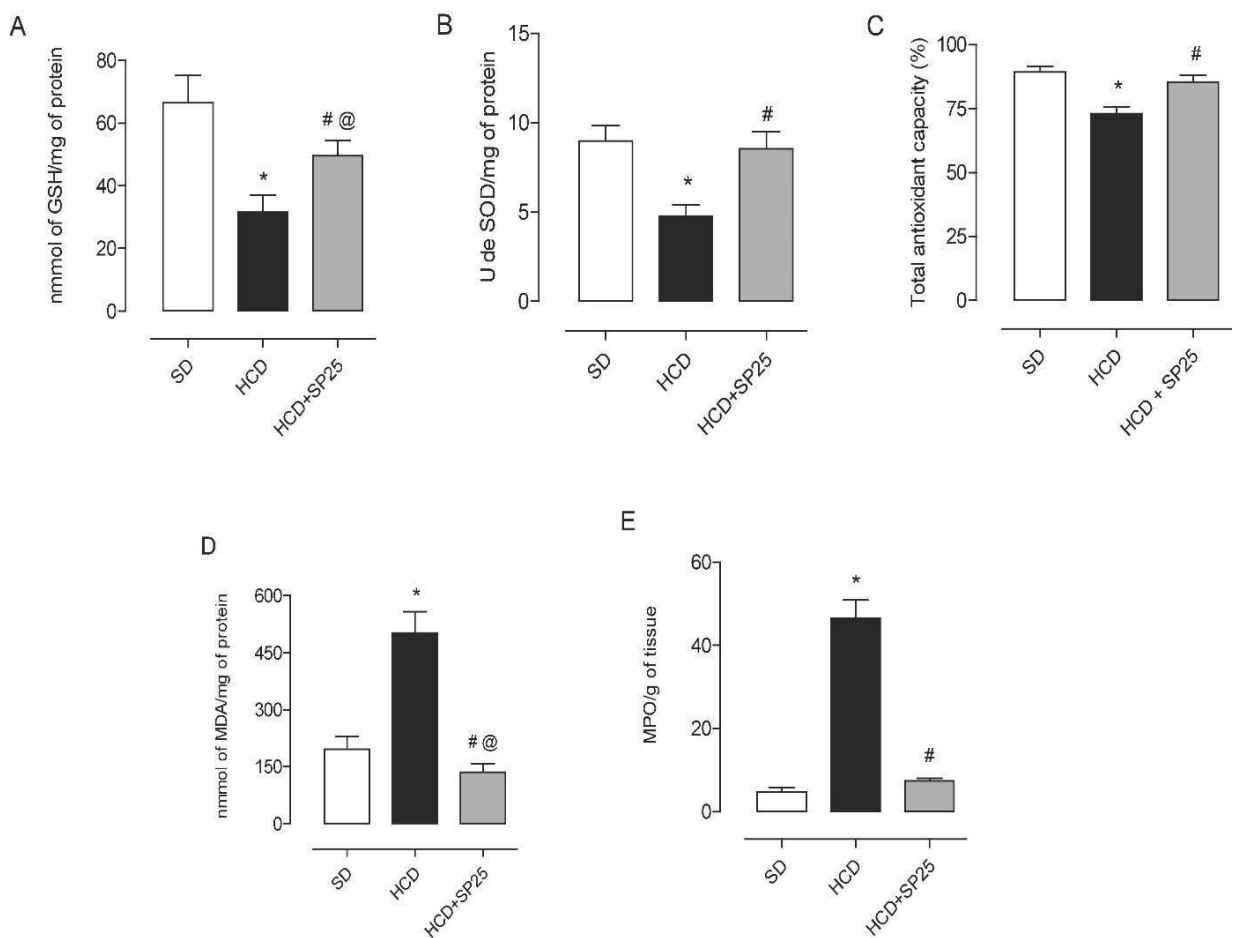 A
nmmol of GSH/mg of protein
80
60
40
20
0
*
# @
SD
HCD
HCD+SP25
B
U de SOD/mg of protein
15
10
5
0
*
#
SD
HCD
HCD+SP25
C
Total antioxidant capacity (%)
100
75
50
25
0
*
#
SD
HCD
HCD + SP25
D
nmmol of MDA/mg of protein
600
450
300
150
0
*
# @
SD
HCD
HCD+SP25
E
MPO/g of tissue
60
40
20
0
*
#
SD
HCD
HCD+SP25